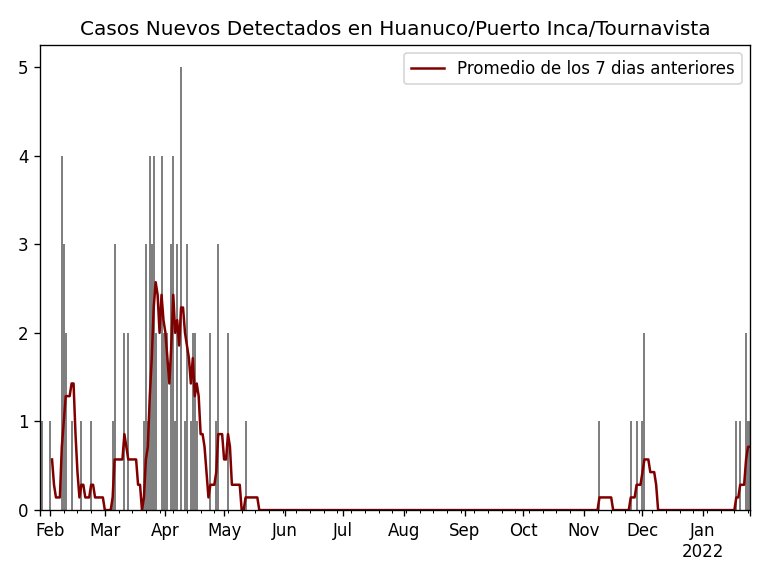 Casos Nuevos Detectados en Huanuco/Puerto Inca/Tournavista
Promedio de los 7 dias anteriores
5
4
3
2
1
0
Feb Mar Apr May Jun Jul Aug Sep Oct Nov Dec Jan
2022